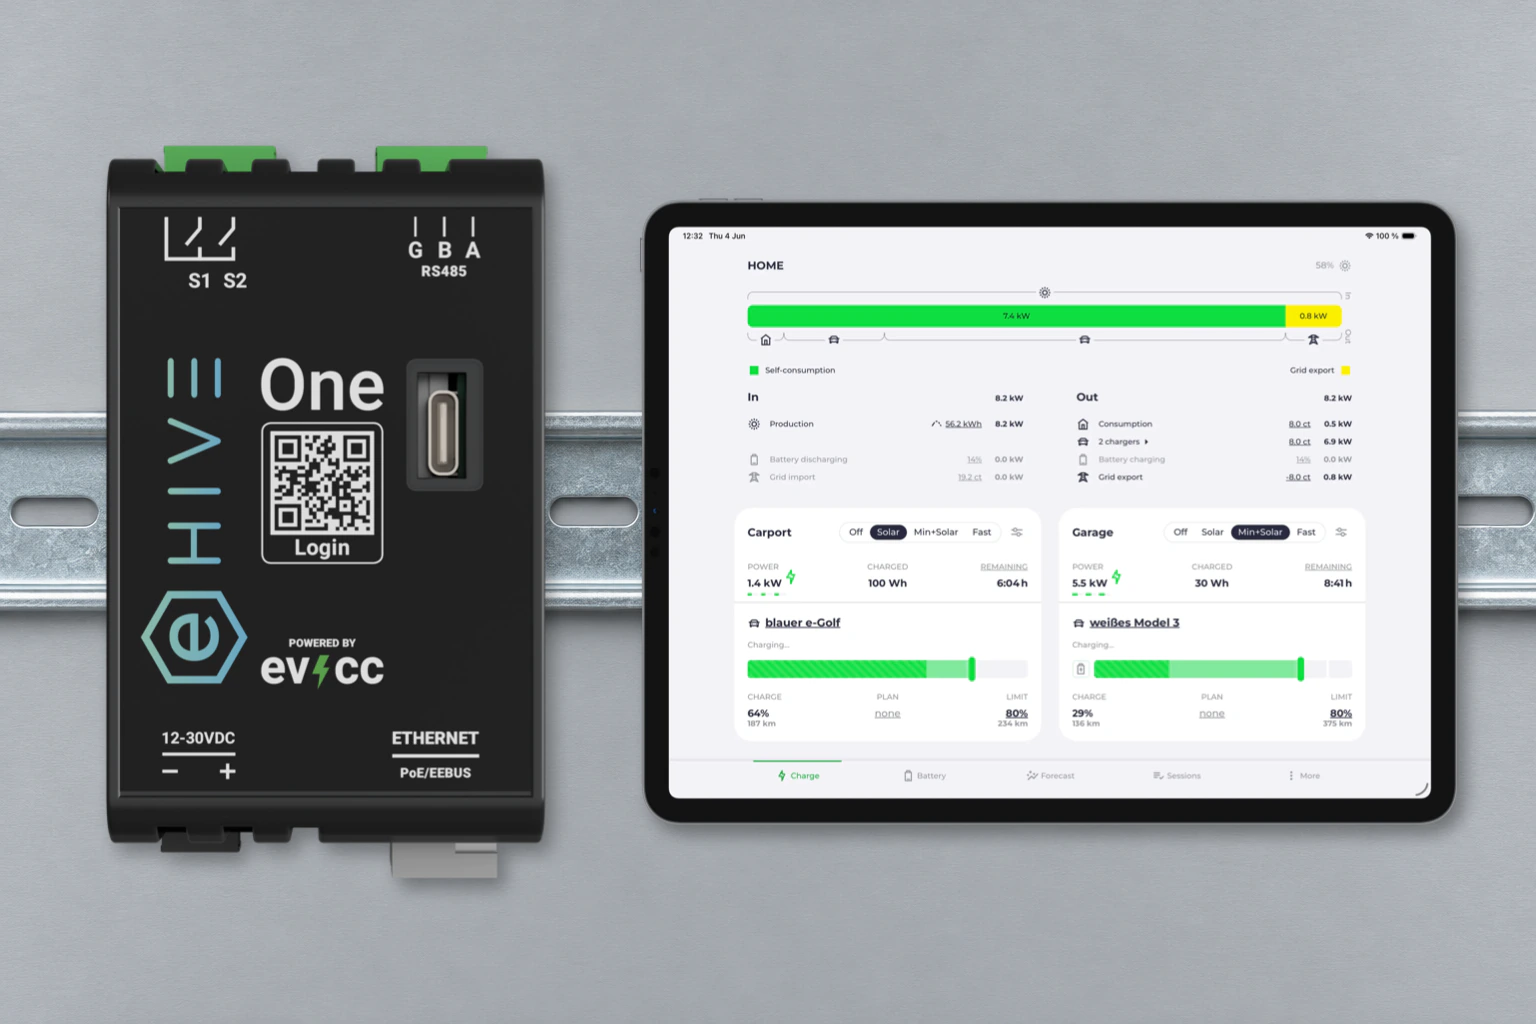 S1 S2
G B A
RS485
eHIVE
One
Login
POWERED BY
evcc
12-30VDC
− +
ETHERNET
PoE/EEBUS
12:32 Thu 4 Jun
100 %
HOME
58%
In
7.4 kW
0.8 kW
Out
Self-consumption
Grid export
In 8.2 kW
Production 56.2 kWh 8.2 kW
Battery discharging 14% 0.0 kW
Grid import 19.2 ct 0.0 kW
Out 8.2 kW
Consumption 8.0 ct 0.5 kW
2 chargers 8.0 ct 6.9 kW
Battery charging 14% 0.0 kW
Grid export -8.0 ct 0.8 kW
Carport
Off Solar Min+Solar Fast
POWER CHARGED REMAINING
1.4 kW 100 Wh 6:04 h
blauer e-Golf
Charging...
CHARGE PLAN LIMIT
64% none 80%
187 km 234 km
Garage
Off Solar Min+Solar Fast
POWER CHARGED REMAINING
5.5 kW 30 Wh 8:41 h
weißes Model 3
Charging...
CHARGE PLAN LIMIT
29% none 80%
136 km 375 km
Charge
Battery
Forecast
Sessions
More